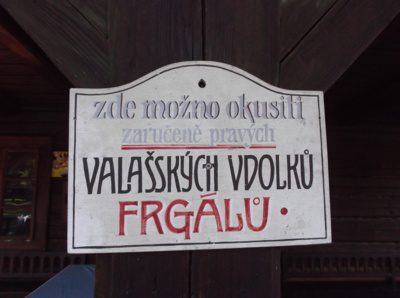 zde možno okusiti
zaručeně pravých
VALAŠSKÝCH VDOLKŮ
FRGÁLŮ.